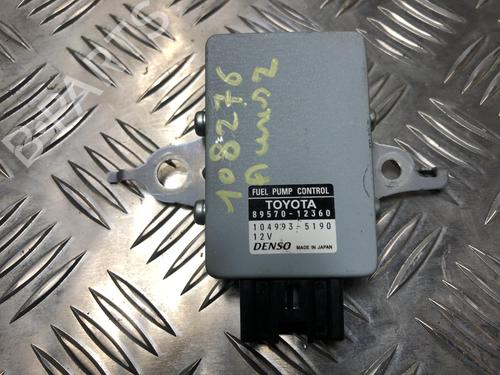 108276
FUEL PUMP CONTROL
TOYOTA
89570-12360
104993-5190
12V
DENSO MADE IN JAPAN